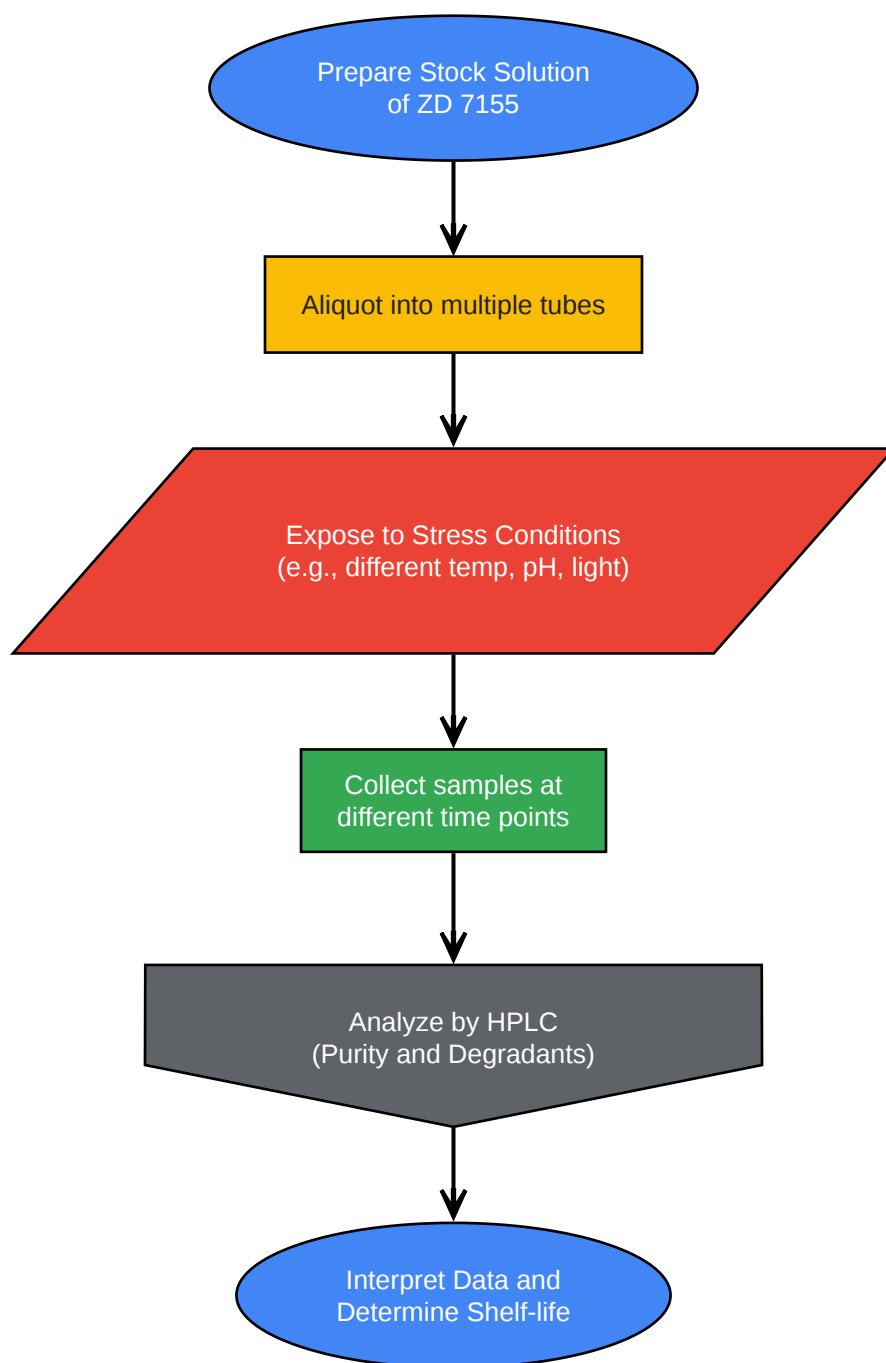 Prepare Stock Solution
of ZD 7155
Aliquot into multiple tubes
Expose to Stress Conditions
(e.g., different temp, pH, light)
Collect samples at
different time points
Analyze by HPLC
(Purity and Degradants)
Interpret Data and
Determine Shelf-life